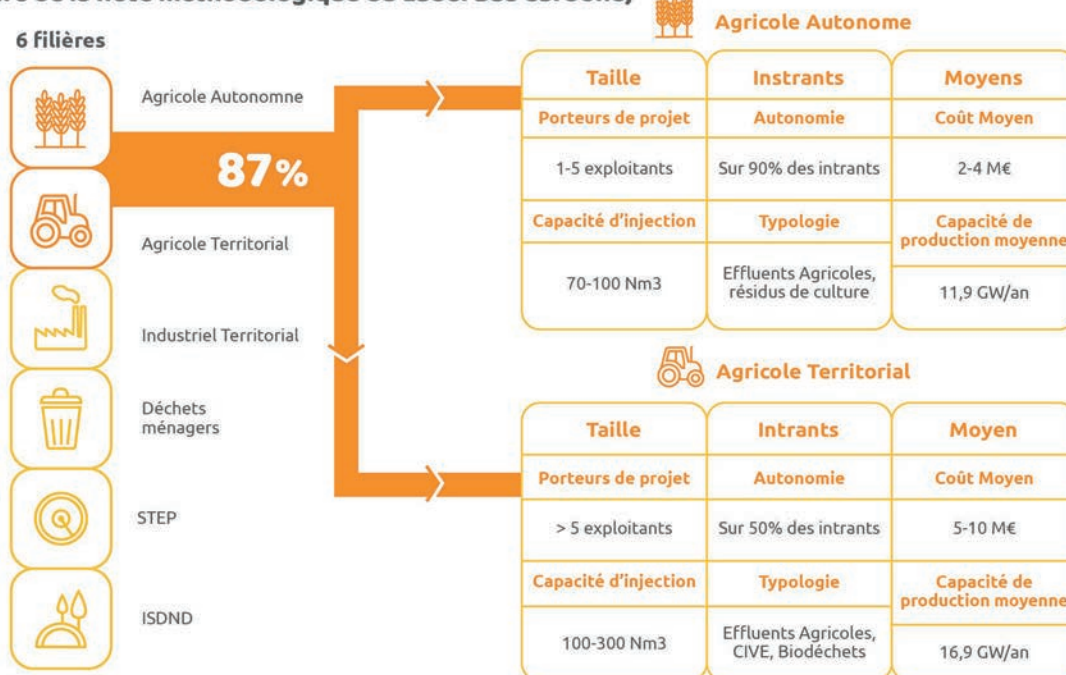 6 filières
Agricole Autonomne
87%
Agricole Territorial
Industriel Territorial
Déchets
ménagers
STEP
ISDND
Agricole Autonome
Taille
Instrants
Moyens
Porteurs de projet
Autonomie
Coût Moyen
1-5 exploitants
Sur 90% des intrants
2-4 M€
Capacité d'injection
Typologie
Capacité de
production moyenne
70-100 Nm3
Effluents Agricoles,
résidus de culture
11,9 GW/an
Agricole Territorial
Taille
Intrants
Moyen
Porteurs de projet
Autonomie
Coût Moyen
> 5 exploitants
Sur 50% des intrants
5-10 M€
Capacité d'injection
Typologie
Capacité de
production moyenne
100-300 Nm3
Effluents Agricoles,
CIVE, Biodéchets
16,9 GW/an